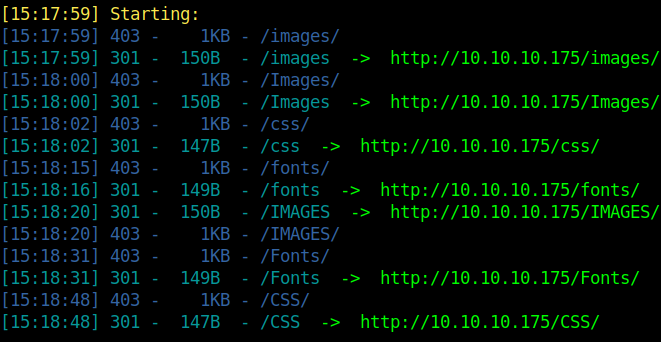 [15:17:59] Starting:
[15:17:59] 403 -    1KB - /images/
[15:17:59] 301 -  150B  - /images  ->  http://10.10.10.175/images/
[15:18:00] 403 -    1KB - /Images/
[15:18:00] 301 -  150B  - /Images  ->  http://10.10.10.175/Images/
[15:18:02] 403 -    1KB - /css/
[15:18:02] 301 -  147B  - /css  ->  http://10.10.10.175/css/
[15:18:15] 403 -    1KB - /fonts/
[15:18:16] 301 -  149B  - /fonts  ->  http://10.10.10.175/fonts/
[15:18:20] 301 -  150B  - /IMAGES  ->  http://10.10.10.175/IMAGES/
[15:18:20] 403 -    1KB - /IMAGES/
[15:18:31] 403 -    1KB - /Fonts/
[15:18:31] 301 -  149B  - /Fonts  ->  http://10.10.10.175/Fonts/
[15:18:48] 403 -    1KB - /CSS/
[15:18:48] 301 -  147B  - /CSS  ->  http://10.10.10.175/CSS/